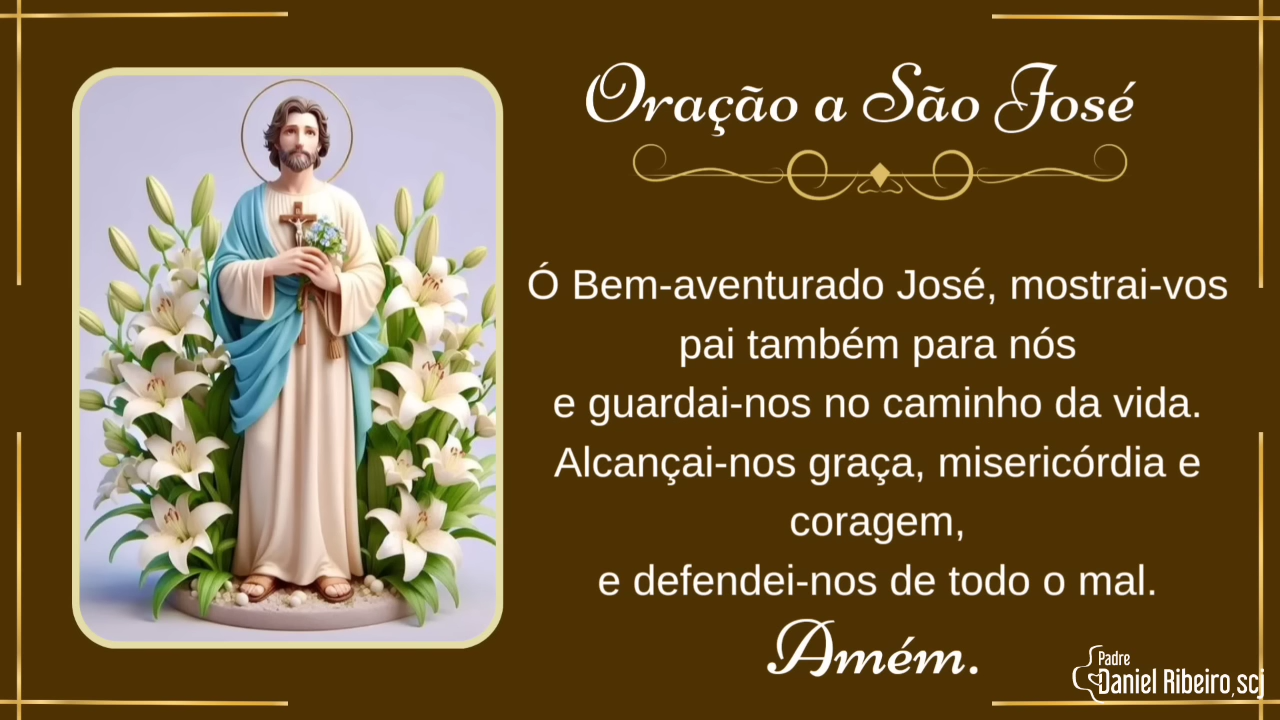 Oração a São José
Ó Bem-aventurado José, mostrai-vos
pai também para nós
e guardai-nos no caminho da vida.
Alcançai-nos graça, misericórdia e
coragem,
e defendei-nos de todo o mal.
Amém.
Padre
Daniel Ribeiro, scj